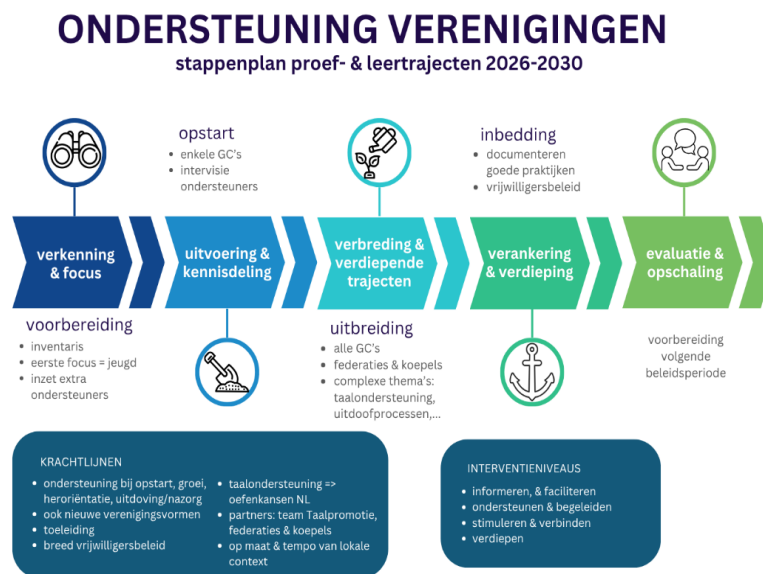 ONDERSTEUNING VERENIGINGEN
stappenplan proef- & leertrajecten 2026-2030
opstart
• enkele GC's
• intervisie
ondersteuners
inbedding
• documenteren
goede praktijken
• vrijwilligersbeleid
verkenning
& focus
uitvoering &
kennisdeling
verbreding &
verdiepende
trajecten
verankering
& verdieping
evaluatie &
opschaling
voorbereiding
• inventaris
• eerste focus = jeugd
• inzet extra
ondersteuners
uitbreiding
• alle GC's
• federaties & koepels
• complexe thema's:
taalondersteuning,
uitdoofprocessen,...
voorbereiding
volgende
beleidsperiode
KRACHTLIJNEN
• ondersteuning bij opstart, groei,
heroriëntatie, uitdoving/nazorg
• ook nieuwe verenigingsvormen
• toeleiding
• breed vrijwilligersbeleid
• taalondersteuning =>
oefenkansen NL
• partners: team Taalpromotie,
federaties & koepels
• op maat & tempo van lokale
context
INTERVENTIENIVEAUS
• informeren, & faciliteren
• ondersteunen & begeleiden
• stimuleren & verbinden
• verdiepen